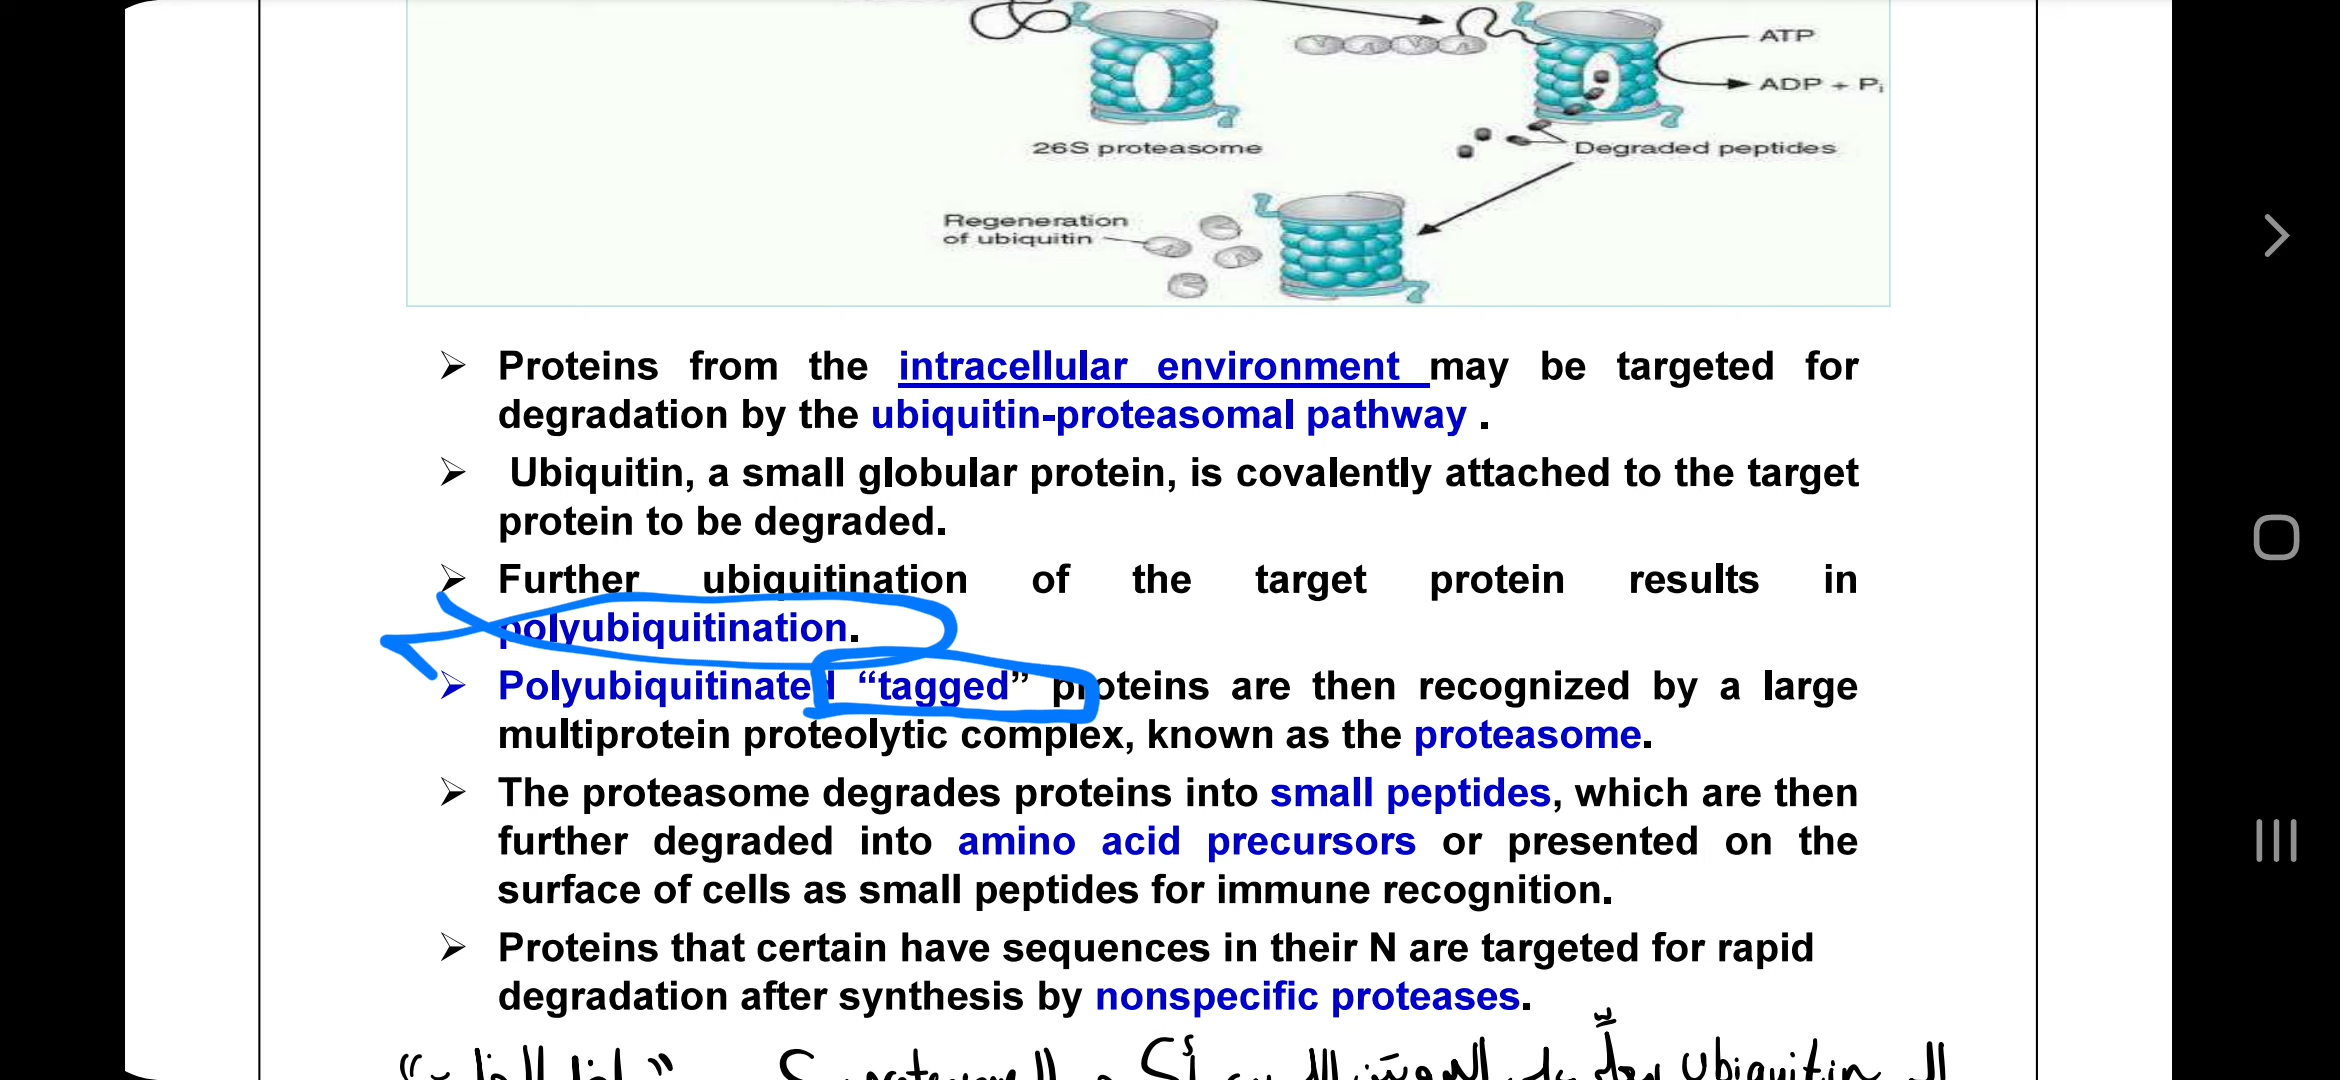 ATP
ADP + Pi
26S proteasome
Degraded peptides
Regeneration
of ubiquitin
➢ Proteins from the intracellular environment may be targeted for
degradation by the ubiquitin-proteasomal pathway .
➢ Ubiquitin, a small globular protein, is covalently attached to the target
protein to be degraded.
➢ Further ubiquitination of the target protein results in
polyubiquitination.
➢ Polyubiquitinated “tagged” proteins are then recognized by a large
multiprotein proteolytic complex, known as the proteasome.
➢ The proteasome degrades proteins into small peptides, which are then
further degraded into amino acid precursors or presented on the
surface of cells as small peptides for immune recognition.
➢ Proteins that certain have sequences in their N are targeted for rapid
degradation after synthesis by nonspecific proteases.
ال ubiquitin